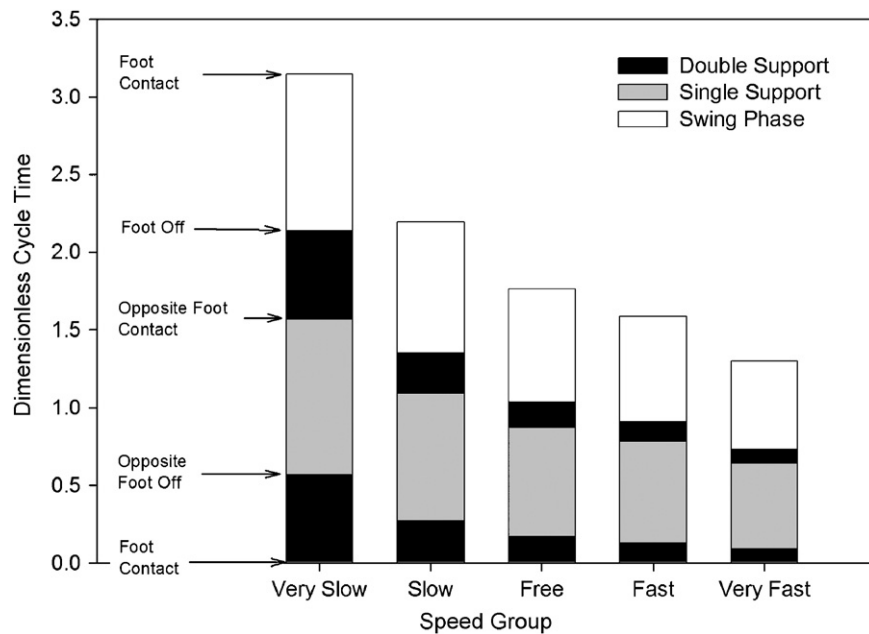 3.5
3.0
2.5
2.0
1.5
1.0
0.5
0.0
Dimensionless Cycle Time
Foot
Contact
Foot Off
Opposite Foot
Contact
Opposite
Foot Off
Foot
Contact
Double Support
Single Support
Swing Phase
Very Slow
Slow
Free
Fast
Very Fast
Speed Group